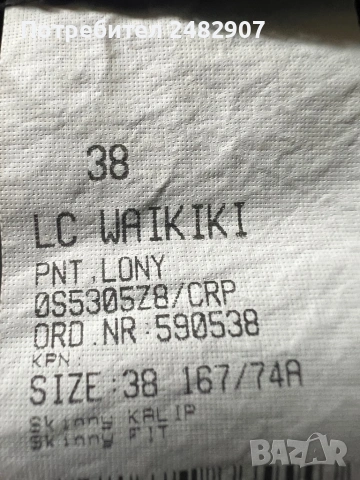 Потребител 2482907
38
LC WAIKIKI
PNT,LONY
0S5305Z8/CRP
ORD.NR:590538
KPN:
SIZE:38 167/74A
Skinny KALIP
Skinny FIT
BAZAR